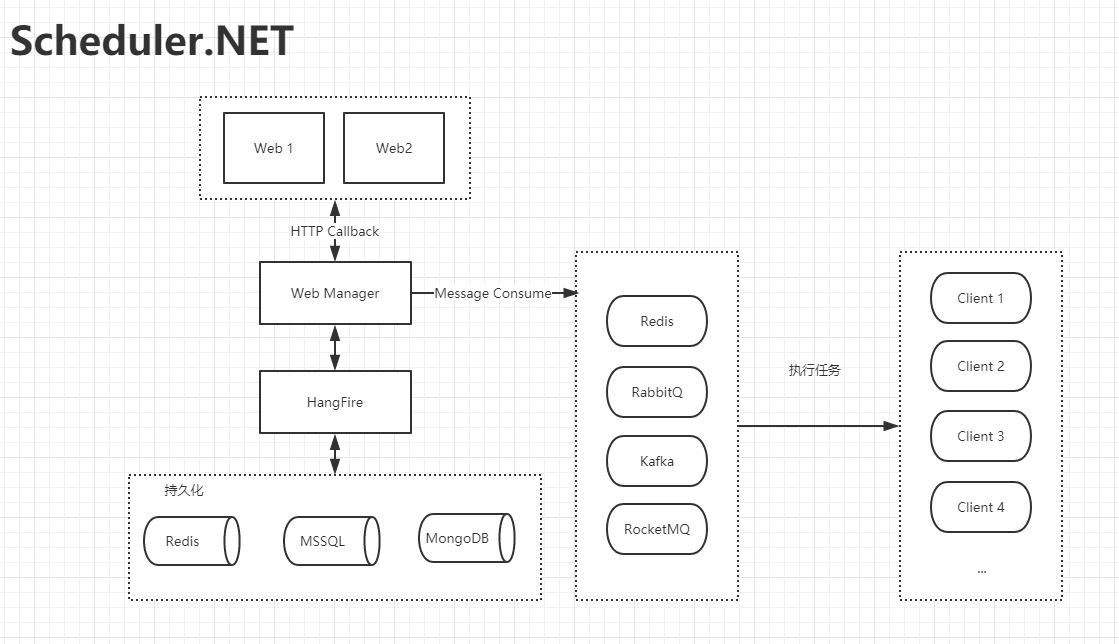 Scheduler.NET
Web 1
Web2
HTTP Callback
Web Manager
Message Consume
HangFire
持久化
Redis
MSSQL
MongoDB
Redis
RabbitQ
Kafka
RocketMQ
执行任务
Client 1
Client 2
Client 3
Client 4
...